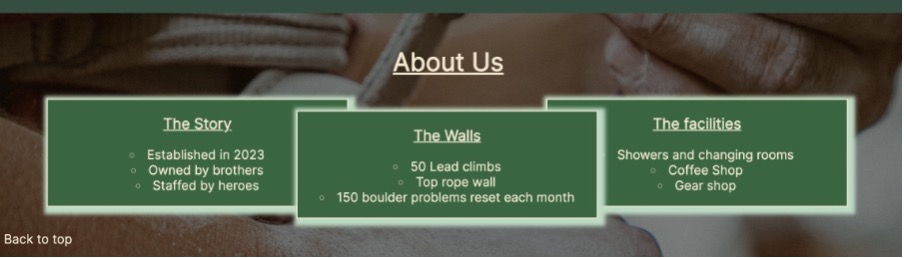 About Us
The Story
Established in 2023
Owned by brothers
Staffed by heroes
The Walls
50 Lead climbs
Top rope wall
150 boulder problems reset each month
The facilities
Showers and changing rooms
Coffee Shop
Gear shop
Back to top